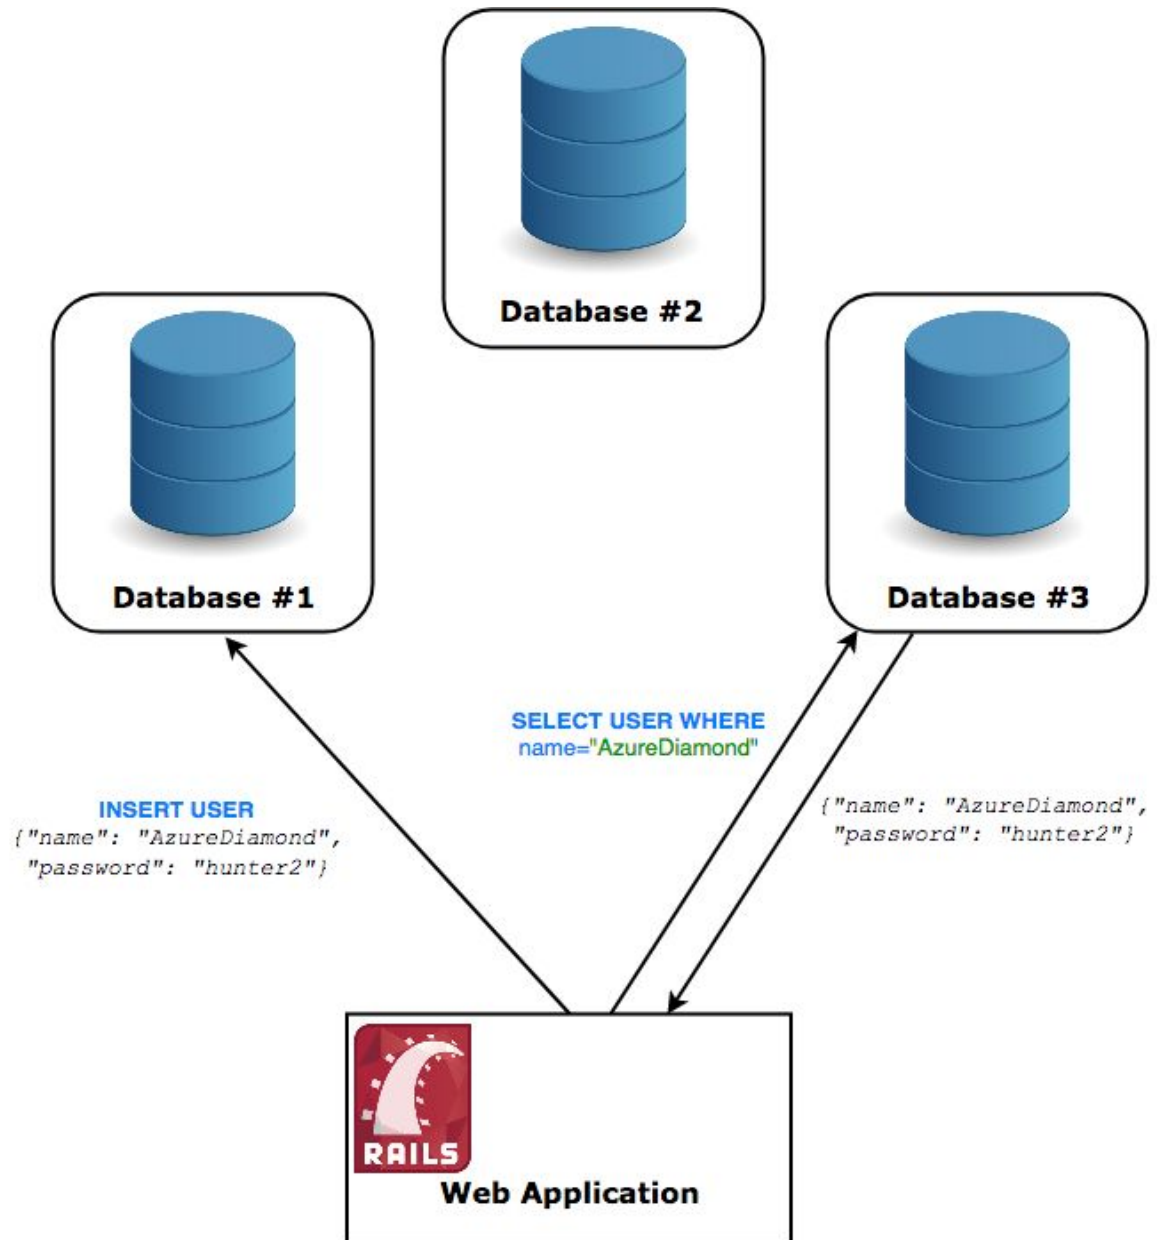 Database #2
Database #1
Database #3
SELECT USER WHERE
name="AzureDiamond"
INSERT USER
{"name": "AzureDiamond",
"password": "hunter2"}
{"name": "AzureDiamond",
"password": "hunter2"}
RAILS
Web Application